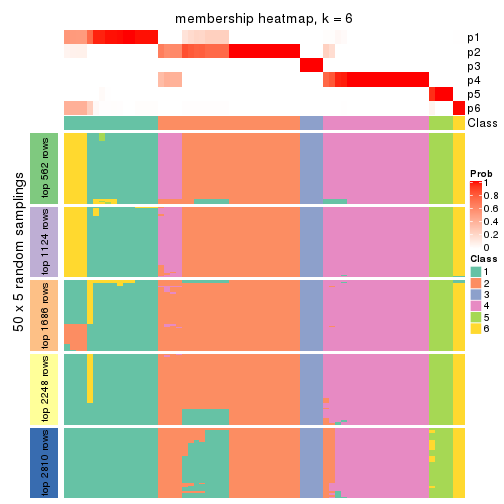 membership heatmap, k = 6
p1
p2
p3
p4
p5
p6
Class
50 x 5 random samplings
top 562 rows
top 1124 rows
top 1686 rows
top 2248 rows
top 2810 rows
Prob
1
0.8
0.6
0.4
0.2
0
Class
1
2
3
4
5
6